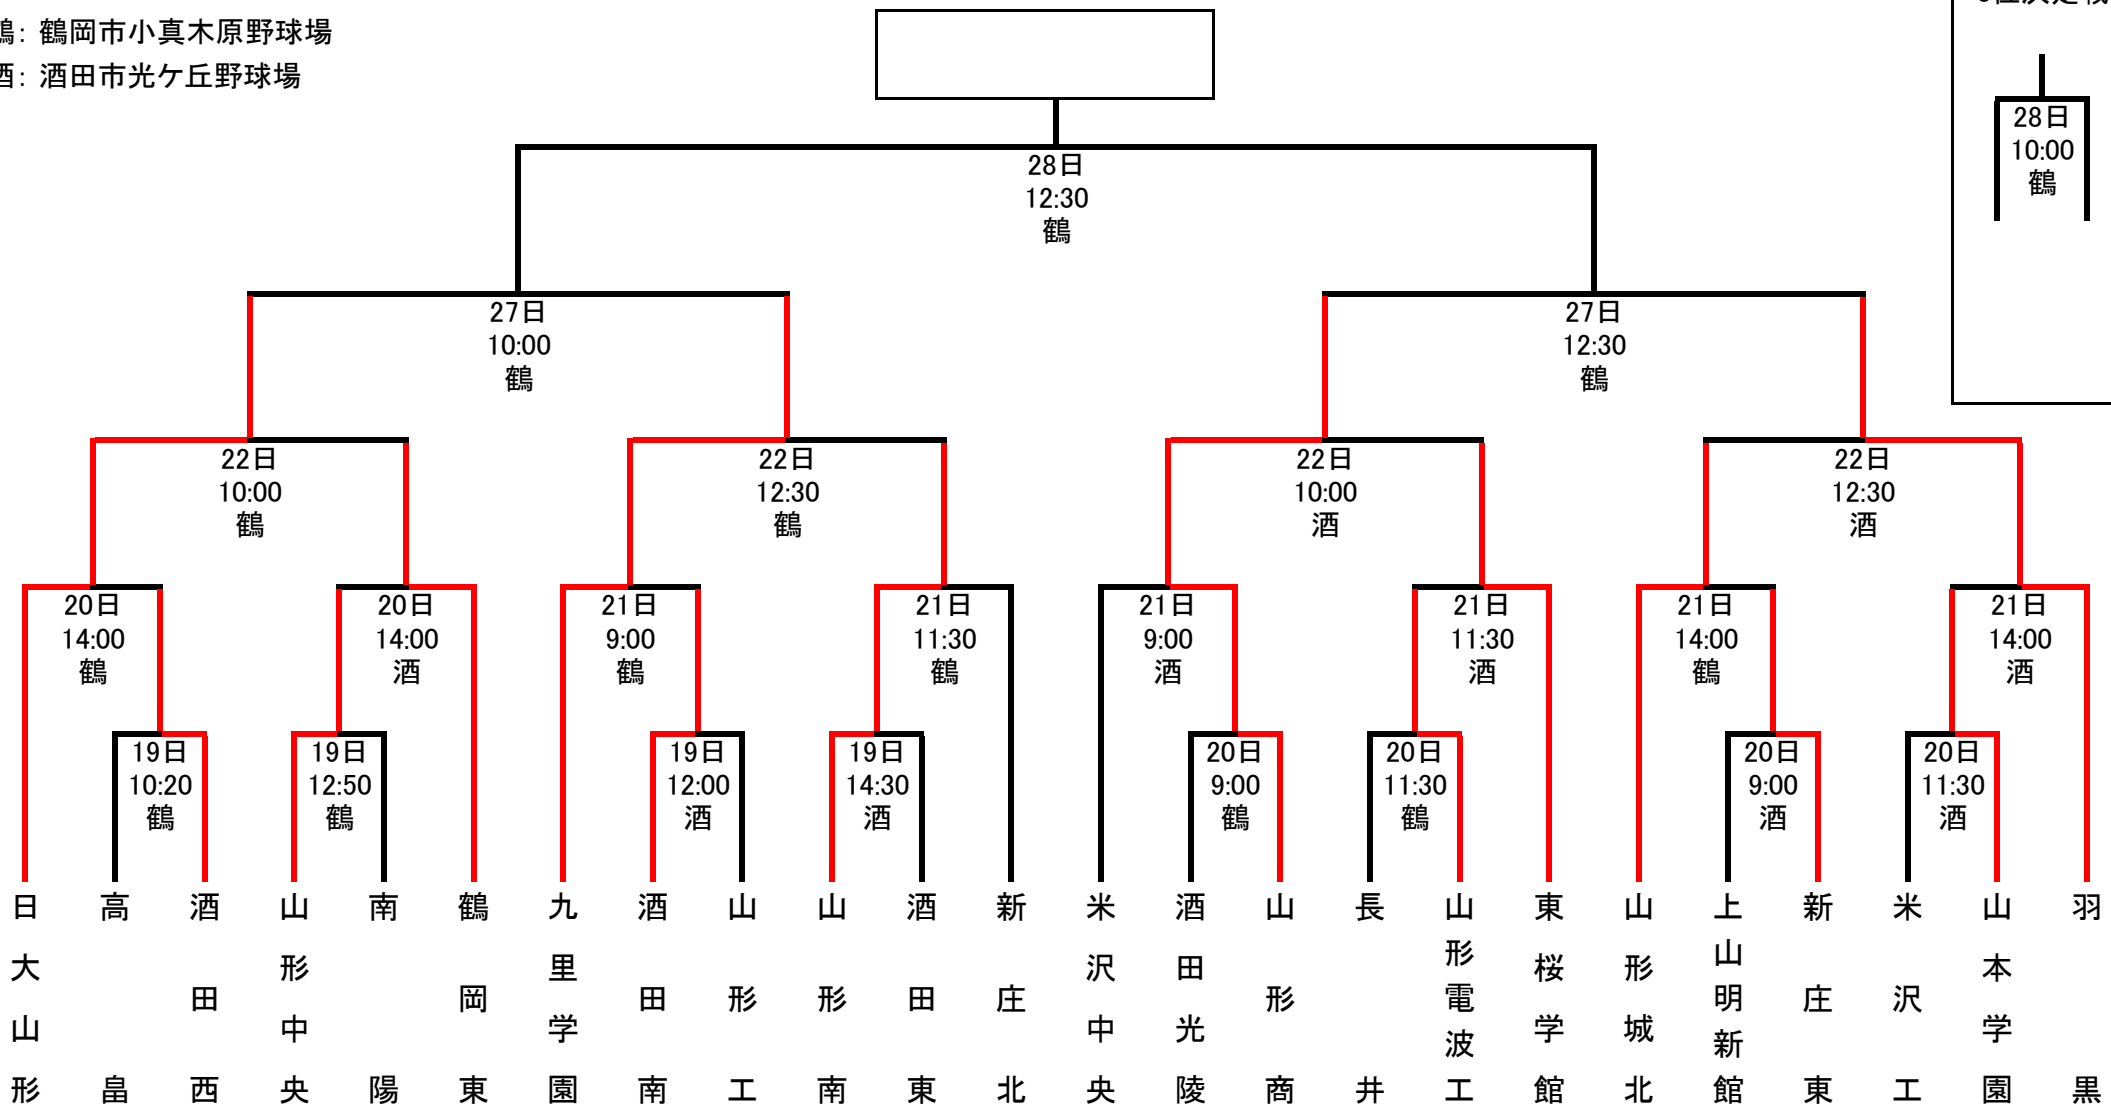 鶴: 鶴岡市小真木原野球場
酒: 酒田市光ケ丘野球場
28日
10:00
鶴
28日
12:30
鶴
27日
10:00
鶴
27日
12:30
鶴
22日
10:00
鶴
22日
12:30
鶴
22日
10:00
酒
22日
12:30
酒
20日
14:00
鶴
20日
14:00
酒
21日
9:00
鶴
21日
11:30
鶴
21日
9:00
酒
21日
11:30
酒
21日
14:00
鶴
21日
14:00
酒
19日
10:20
鶴
19日
12:50
鶴
19日
12:00
酒
19日
14:30
酒
20日
9:00
鶴
20日
11:30
鶴
20日
9:00
酒
20日
11:30
酒
日大山形
高畠
酒田西
山形中央
南陽
鶴岡東
九里学園
酒田南
山形工
山形南
酒田東
新庄北
米沢中央
酒田光陵
山形商
長井
山形電波工
東桜学館
山形城北
上山明新館
新庄東
米沢工
山本学園
羽黒